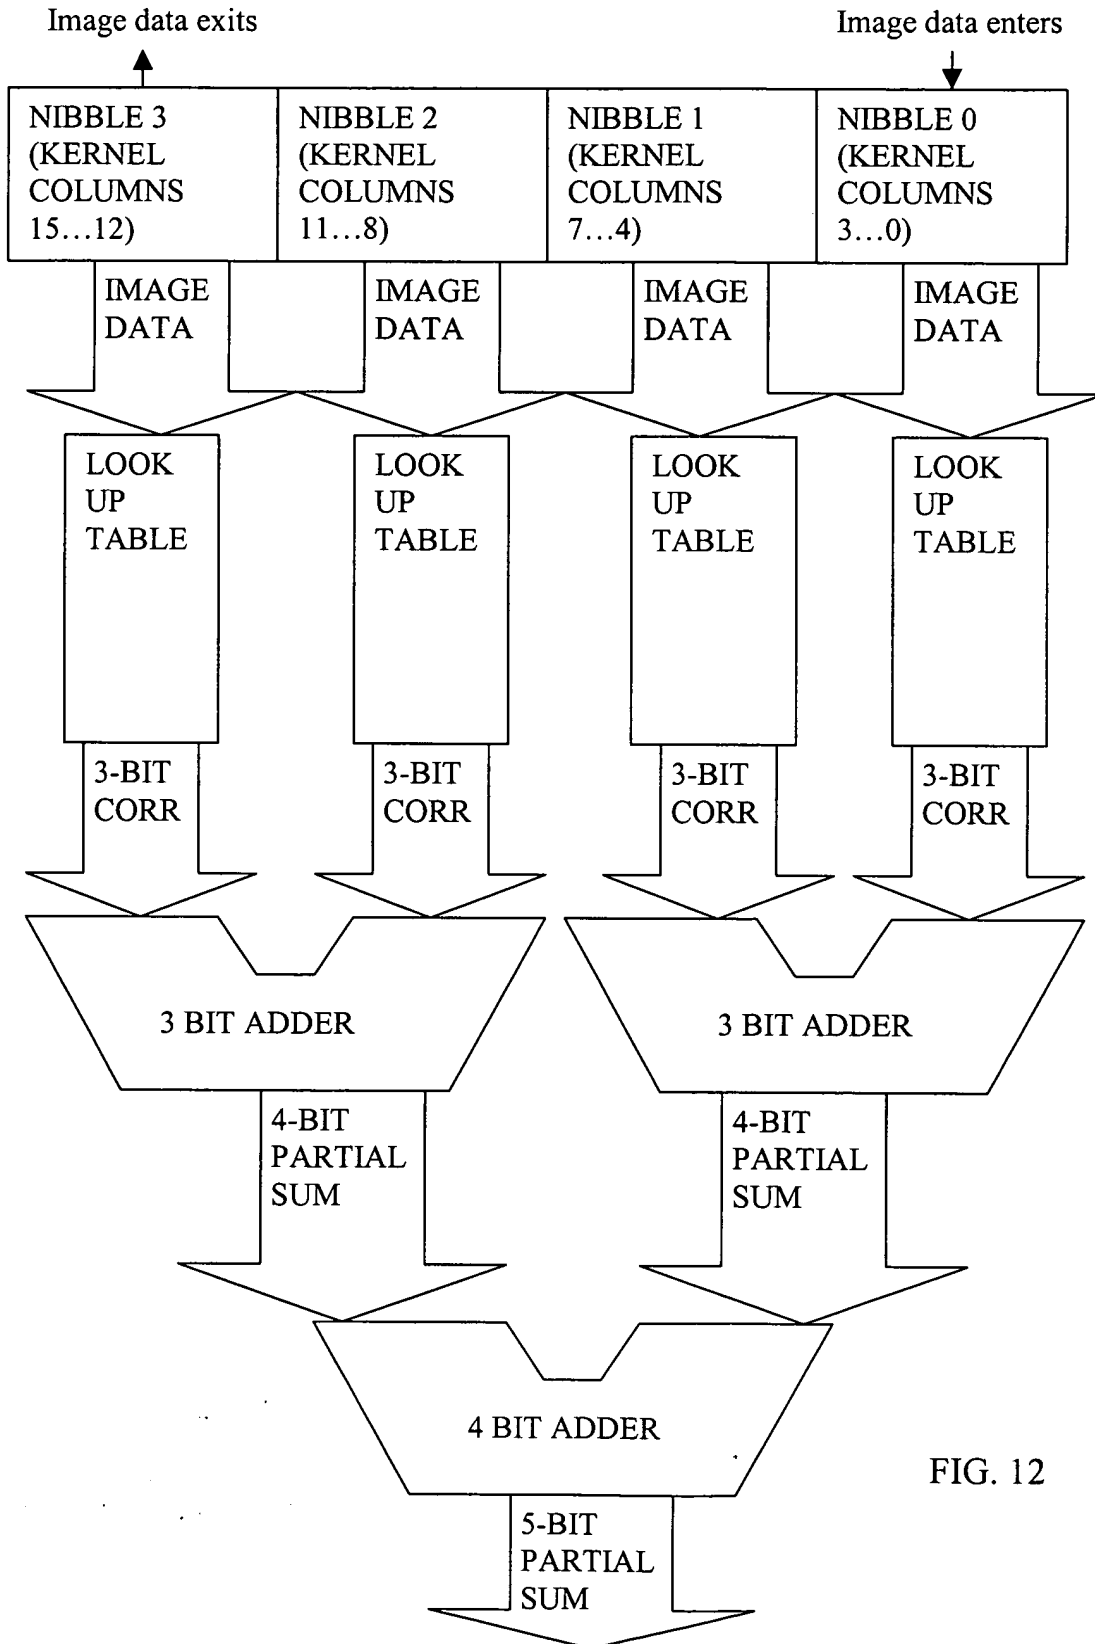 Image data exits
Image data enters
NIBBLE 3
(KERNEL
COLUMNS
15...12)
NIBBLE 2
(KERNEL
COLUMNS
11...8)
NIBBLE 1
(KERNEL
COLUMNS
7...4)
NIBBLE 0
(KERNEL
COLUMNS
3...0)
IMAGE
DATA
IMAGE
DATA
IMAGE
DATA
IMAGE
DATA
LOOK
UP
TABLE
LOOK
UP
TABLE
LOOK
UP
TABLE
LOOK
UP
TABLE
3-BIT
CORR
3-BIT
CORR
3-BIT
CORR
3-BIT
CORR
3 BIT ADDER
3 BIT ADDER
4-BIT
PARTIAL
SUM
4-BIT
PARTIAL
SUM
4 BIT ADDER
FIG. 12
5-BIT
PARTIAL
SUM